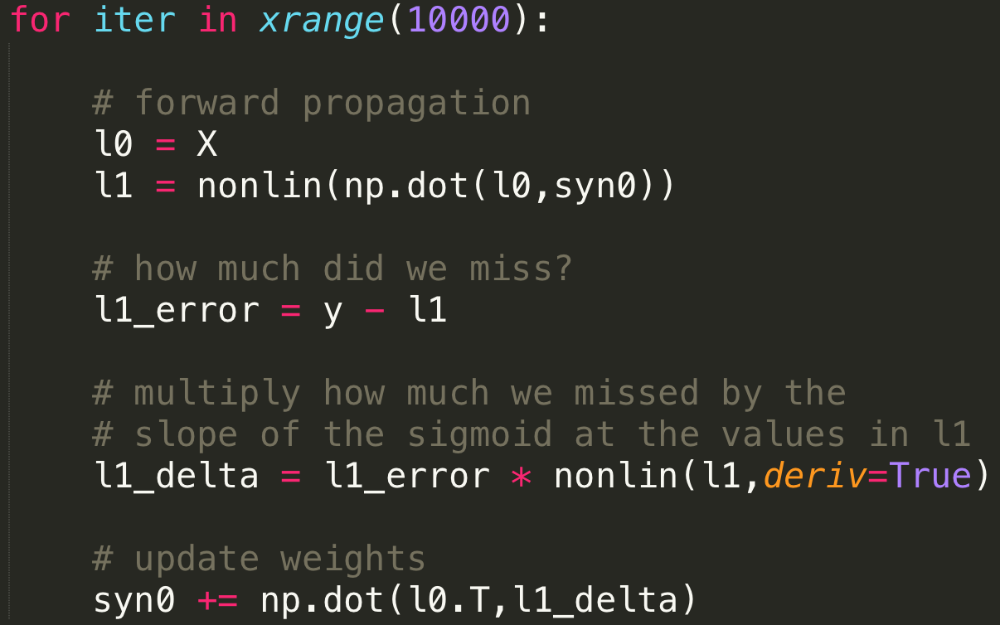 for iter in xrange(10000):
# forward propagation
l0 = X
l1 = nonlin(np.dot(l0,syn0))
# how much did we miss?
l1_error = y - l1
# multiply how much we missed by the
# slope of the sigmoid at the values in l1
l1_delta = l1_error * nonlin(l1,deriv=True)
# update weights
syn0 += np.dot(l0.T,l1_delta)